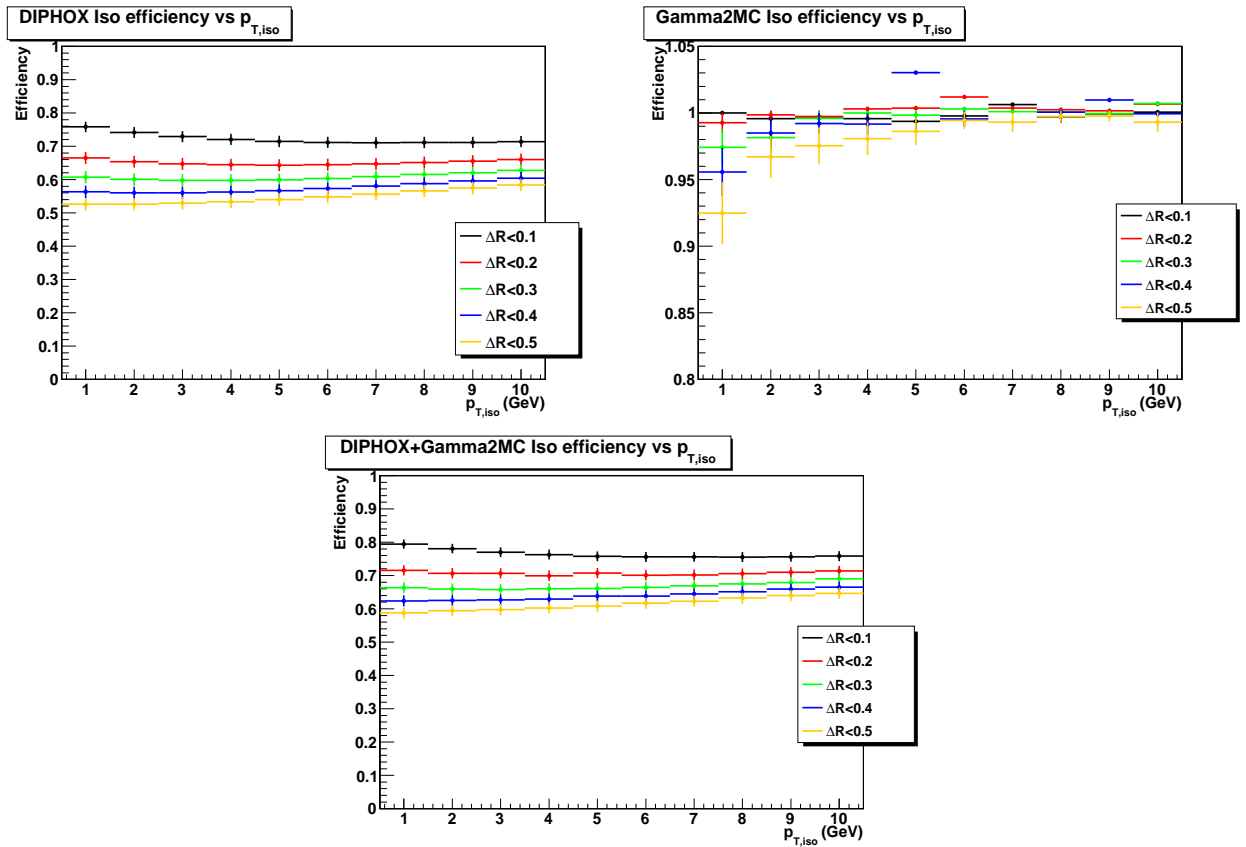 DIPHOX Iso efficiency vs p_T,iso
Efficiency
1
0.9
0.8
0.7
0.6
0.5
0.4
0.3
0.2
0.1
0
ΔR<0.1
ΔR<0.2
ΔR<0.3
ΔR<0.4
ΔR<0.5
1 2 3 4 5 6 7 8 9 10
p_T,iso (GeV)
Gamma2MC Iso efficiency vs p_T,iso
Efficiency
1.05
1
0.95
0.9
0.85
0.8
ΔR<0.1
ΔR<0.2
ΔR<0.3
ΔR<0.4
ΔR<0.5
1 2 3 4 5 6 7 8 9 10
p_T,iso (GeV)
DIPHOX+Gamma2MC Iso efficiency vs p_T,iso
Efficiency
1
0.9
0.8
0.7
0.6
0.5
0.4
0.3
0.2
0.1
0
ΔR<0.1
ΔR<0.2
ΔR<0.3
ΔR<0.4
ΔR<0.5
1 2 3 4 5 6 7 8 9 10
p_T,iso (GeV)